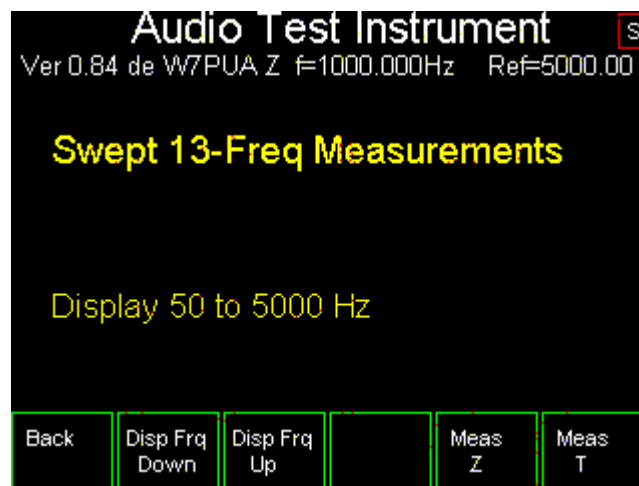 Audio Test Instrument
S
Ver 0.84 de W7PUA Z f=1000.000Hz Ref=5000.00
Swept 13-Freq Measurements
Display 50 to 5000 Hz
Back
Disp Frq
Down
Disp Frq
Up
Meas
Z
Meas
T